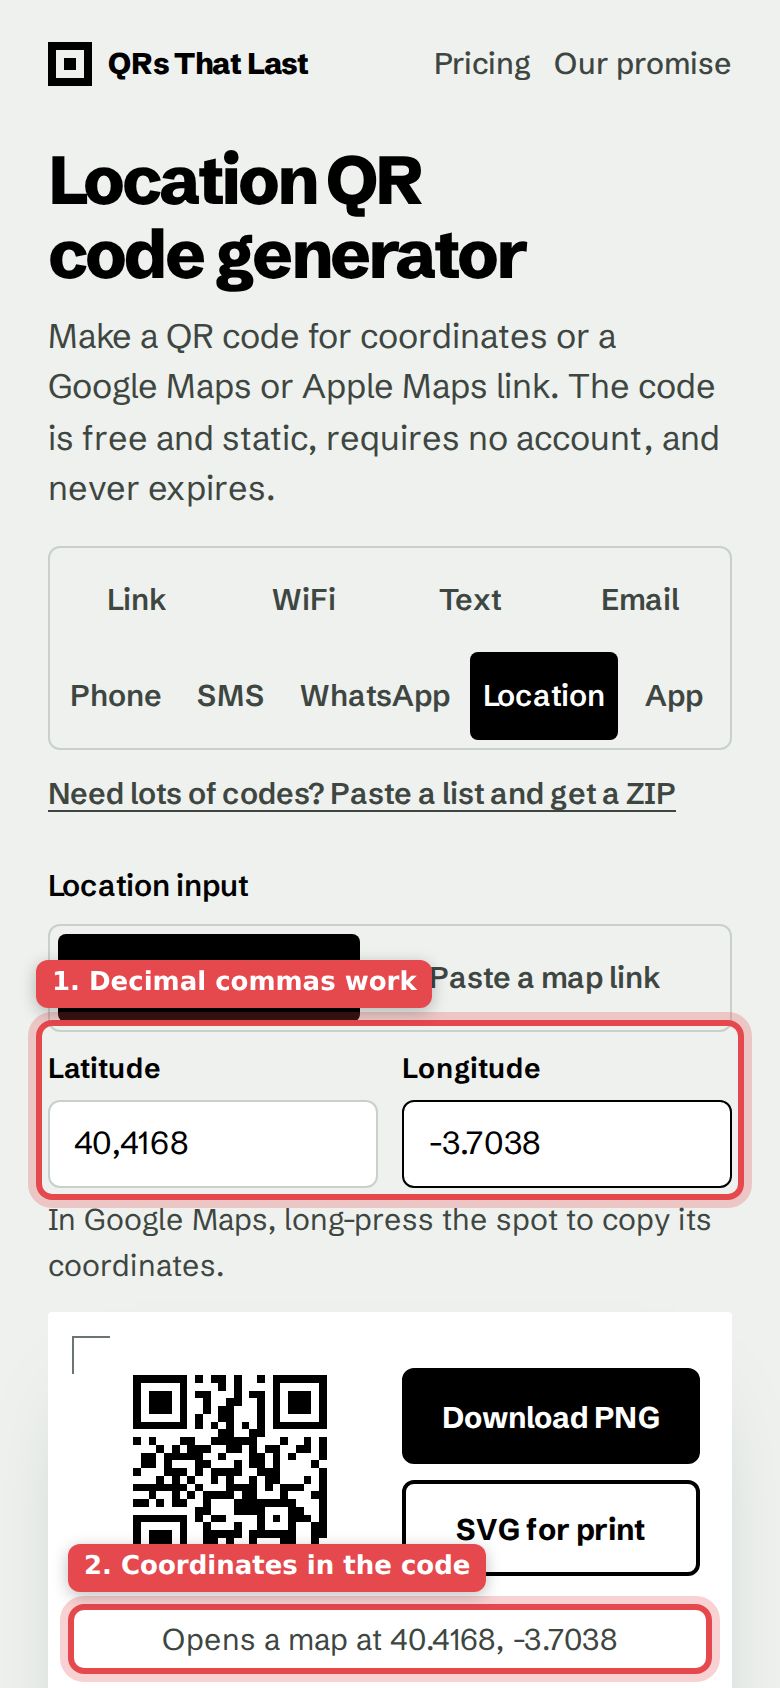 QRs That Last
Pricing
Our promise
Location QR
code generator
Make a QR code for coordinates or a
Google Maps or Apple Maps link. The code
is free and static, requires no account, and
never expires.
Link
WiFi
Text
Email
Phone
SMS
WhatsApp
Location
App
Need lots of codes? Paste a list and get a ZIP
Location input
1. Decimal commas work
Paste a map link
Latitude
Longitude
40,4168
-3.7038
In Google Maps, long-press the spot to copy its
coordinates.
Download PNG
SVG for print
2. Coordinates in the code
Opens a map at 40.4168, -3.7038